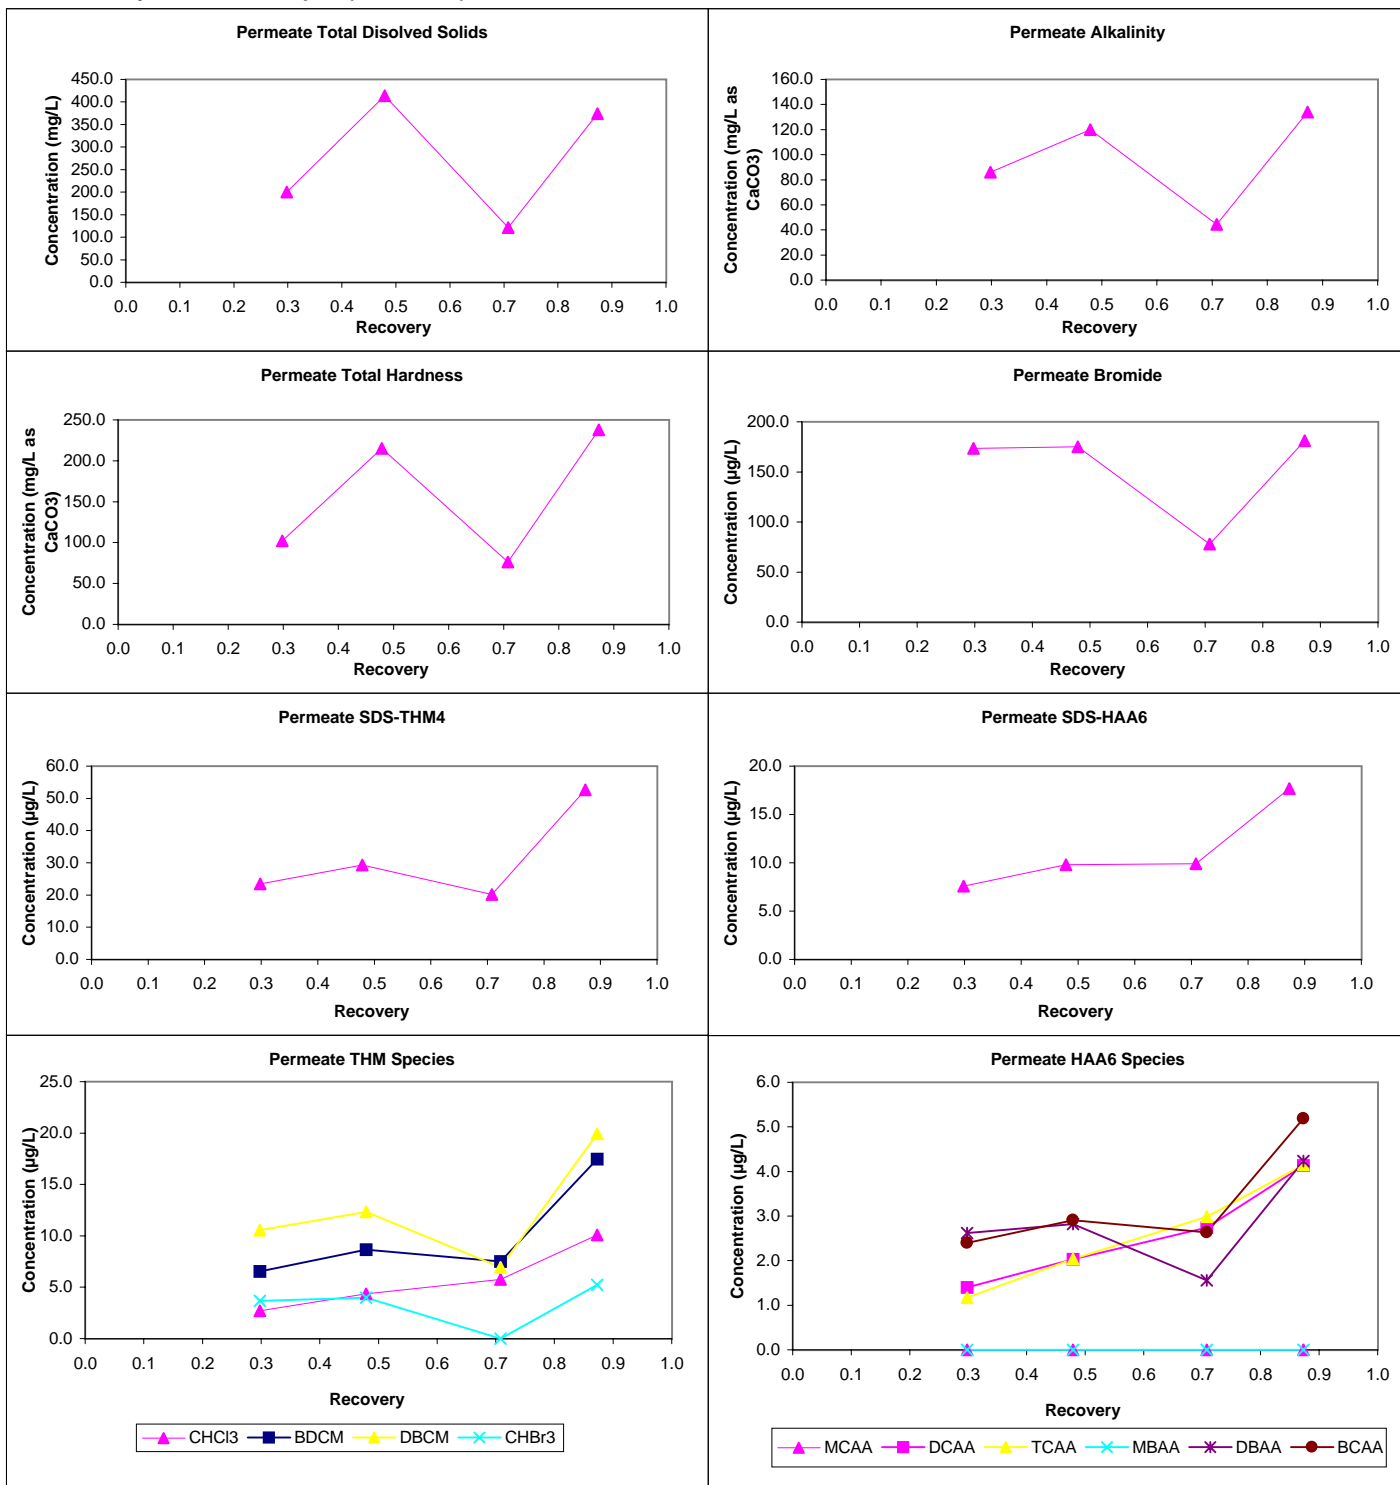 Permeate Total Disolved Solids
Concentration (mg/L)
450.0
400.0
350.0
300.0
250.0
200.0
150.0
100.0
50.0
0.0
0.0 0.1 0.2 0.3 0.4 0.5 0.6 0.7 0.8 0.9 1.0
Recovery
Permeate Alkalinity
Concentration (mg/L as
CaCO3)
160.0
140.0
120.0
100.0
80.0
60.0
40.0
20.0
0.0
0.0 0.1 0.2 0.3 0.4 0.5 0.6 0.7 0.8 0.9 1.0
Recovery
Permeate Total Hardness
Concentration (mg/L as
CaCO3)
250.0
200.0
150.0
100.0
50.0
0.0
0.0 0.1 0.2 0.3 0.4 0.5 0.6 0.7 0.8 0.9 1.0
Recovery
Permeate Bromide
Concentration (µg/L)
200.0
150.0
100.0
50.0
0.0
0.0 0.1 0.2 0.3 0.4 0.5 0.6 0.7 0.8 0.9 1.0
Recovery
Permeate SDS-THM4
Concentration (µg/L)
60.0
50.0
40.0
30.0
20.0
10.0
0.0
0.0 0.1 0.2 0.3 0.4 0.5 0.6 0.7 0.8 0.9 1.0
Recovery
Permeate SDS-HAA6
Concentration (µg/L)
20.0
15.0
10.0
5.0
0.0
0.0 0.1 0.2 0.3 0.4 0.5 0.6 0.7 0.8 0.9 1.0
Recovery
Permeate THM Species
Concentration (µg/L)
25.0
20.0
15.0
10.0
5.0
0.0
0.0 0.1 0.2 0.3 0.4 0.5 0.6 0.7 0.8 0.9 1.0
Recovery
CHCl3 BDCM DBCM CHBr3
Permeate HAA6 Species
Concentration (µg/L)
6.0
5.0
4.0
3.0
2.0
1.0
0.0
0.0 0.1 0.2 0.3 0.4 0.5 0.6 0.7 0.8 0.9 1.0
Recovery
MCAA DCAA TCAA MBAA DBAA BCAA